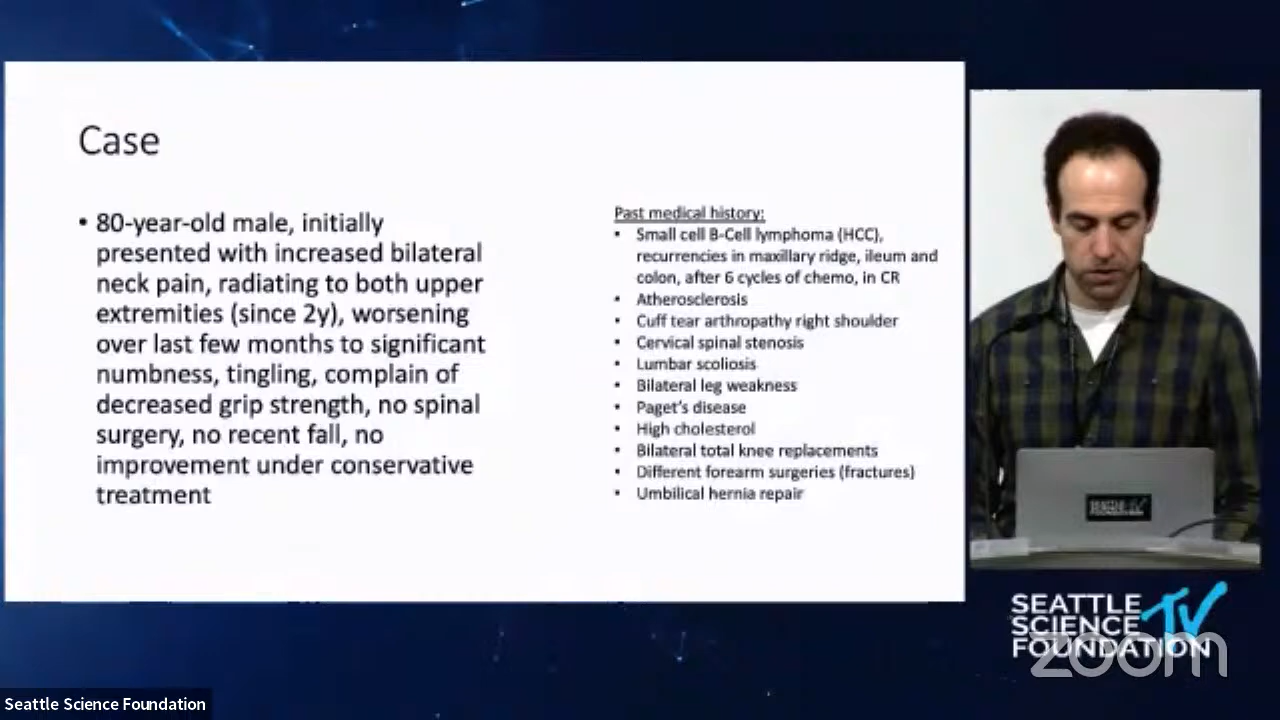 Case
• 80-year-old male, initially
presented with increased bilateral
neck pain, radiating to both upper
extremities (since 2y), worsening
over last few months to significant
numbness, tingling, complain of
decreased grip strength, no spinal
surgery, no recent fall, no
improvement under conservative
treatment
Past medical history:
• Small cell B-Cell lymphoma (HCC),
recurrencies in maxillary ridge, ileum and
colon, after 6 cycles of chemo, in CR
• Atherosclerosis
• Cuff tear arthropathy right shoulder
• Cervical spinal stenosis
• Lumbar scoliosis
• Bilateral leg weakness
• Paget's disease
• High cholesterol
• Bilateral total knee replacements
• Different forearm surgeries (fractures)
• Umbilical hernia repair
SEATTLE
SCIENCE TV
FOUNDATION
zoom
Seattle Science Foundation